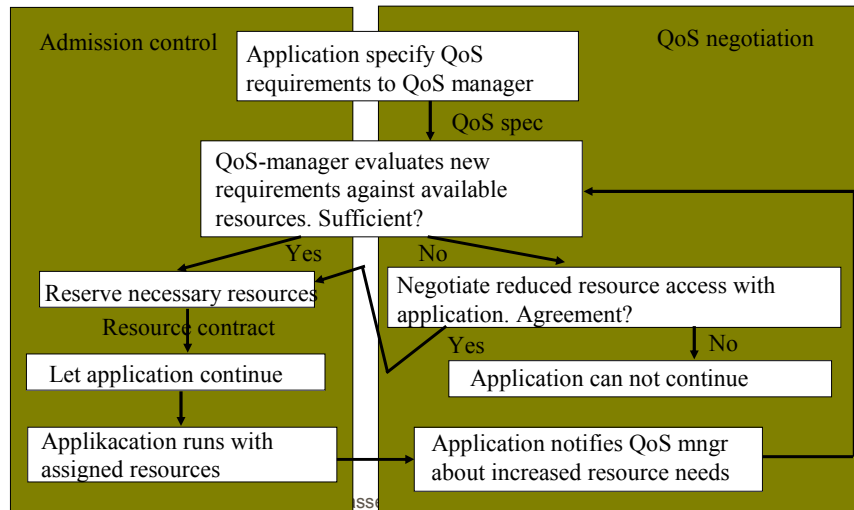 Admission control
QoS negotiation
Application specify QoS
requirements to QoS manager
QoS spec
QoS-manager evaluates new
requirements against available
resources. Sufficient?
Yes
No
Reserve necessary resources
Negotiate reduced resource access with
application. Agreement?
Resource contract
Yes
No
Let application continue
Application can not continue
Applikacation runs with
assigned resources
Application notifies QoS mngr
about increased resource needs